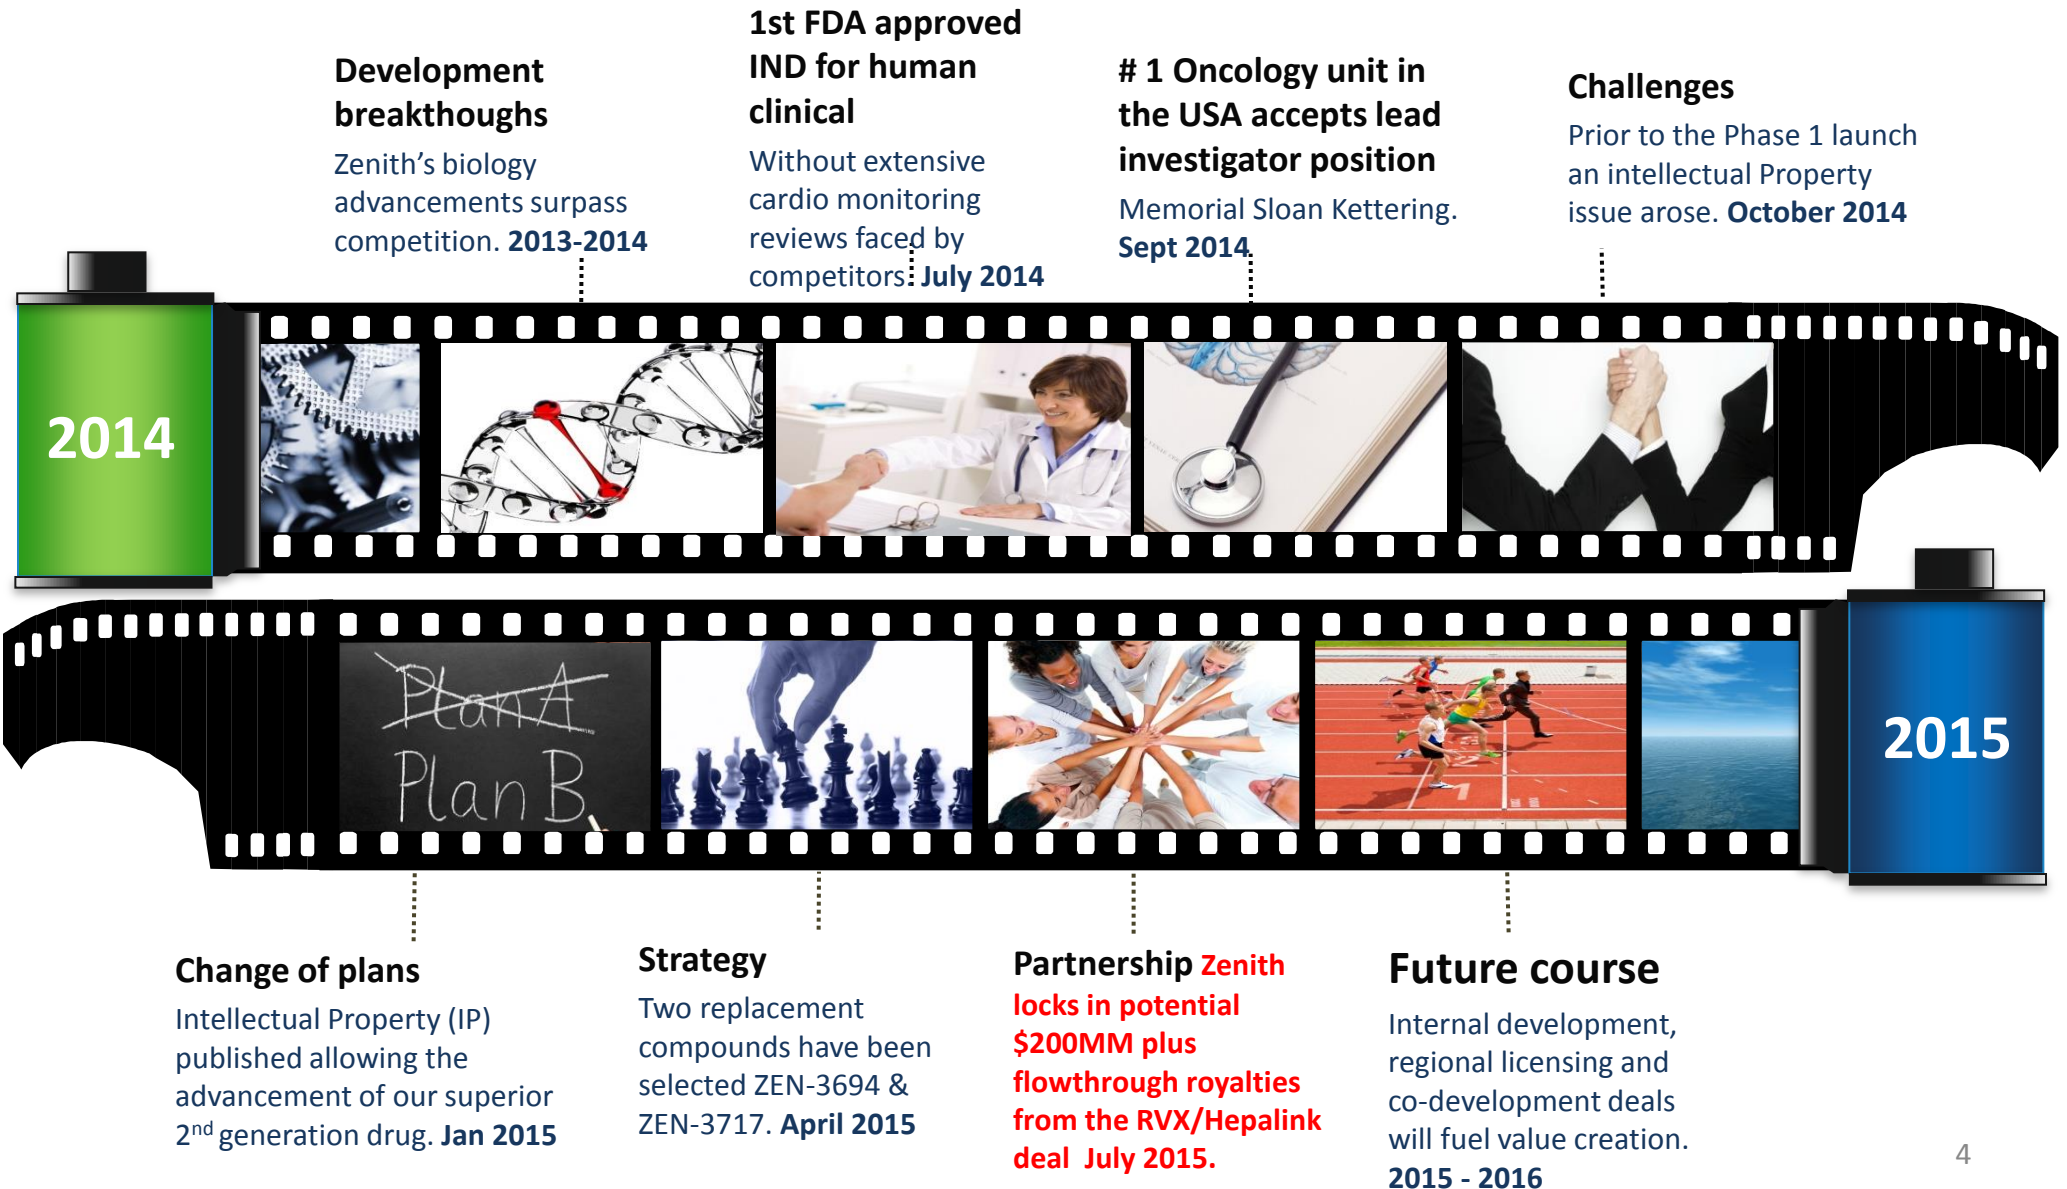 Development
breakthoughs
Zenith's biology
advancements surpass
competition. 2013-2014
1st FDA approved
IND for human
clinical
Without extensive
cardio monitoring
reviews faced by
competitors. July 2014
# 1 Oncology unit in
the USA accepts lead
investigator position
Memorial Sloan Kettering.
Sept 2014
Challenges
Prior to the Phase 1 launch
an intellectual Property
issue arose. October 2014
2014
Plan A
Plan B
2015
Change of plans
Intellectual Property (IP)
published allowing the
advancement of our superior
2nd generation drug. Jan 2015
Strategy
Two replacement
compounds have been
selected ZEN-3694 &
ZEN-3717. April 2015
Partnership Zenith
locks in potential
$200MM plus
flowthrough royalties
from the RVX/Hepalink
deal July 2015.
Future course
Internal development,
regional licensing and
co-development deals
will fuel value creation.
2015 - 2016
4